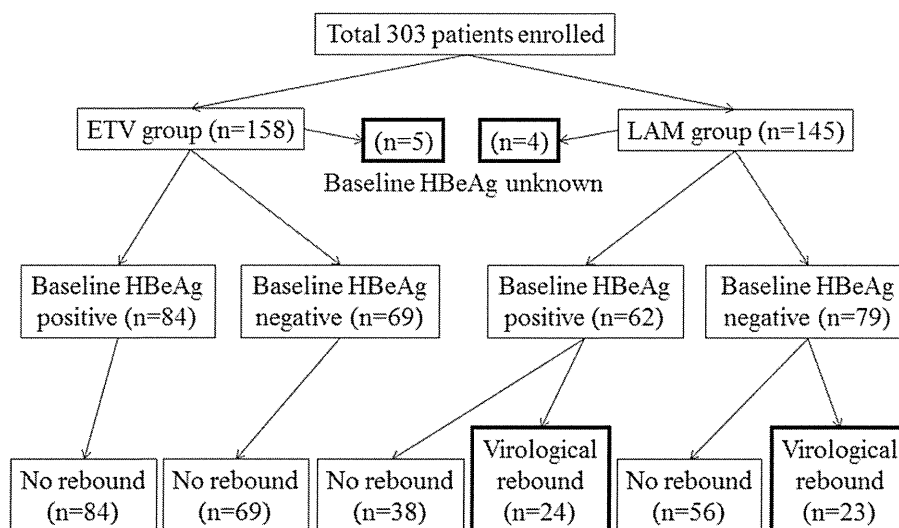 Total 303 patients enrolled
ETV group (n=158)
(n=5)
(n=4)
LAM group (n=145)
Baseline HBeAg unknown
Baseline HBeAg
positive (n=84)
Baseline HBeAg
negative (n=69)
Baseline HBeAg
positive (n=62)
Baseline HBeAg
negative (n=79)
No rebound
(n=84)
No rebound
(n=69)
No rebound
(n=38)
Virological
rebound
(n=24)
No rebound
(n=56)
Virological
rebound
(n=23)